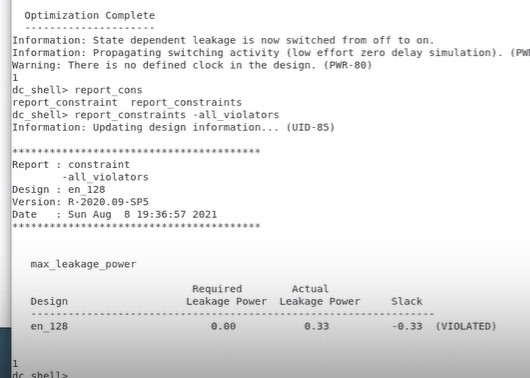 Optimization Complete
---------------------
Information: State dependent leakage is now switched from off to on.
Information: Propagating switching activity (low effort zero delay simulation). (PW
Warning: There is no defined clock in the design. (PWR-80)
1
dc_shell> report_cons
report_constraint  report_constraints
dc_shell> report_constraints -all_violators
Information: Updating design information... (UID-85)
****************************************
Report : constraint
-all_violators
Design : en_128
Version: R-2020.09-SP5
Date   : Sun Aug  8 19:36:57 2021
****************************************
max_leakage_power
Required Actual
Design Leakage Power Leakage Power Slack
-----------------------------------------------------------------
en_128 0.00 0.33 -0.33 (VIOLATED)
1
dc_shell>